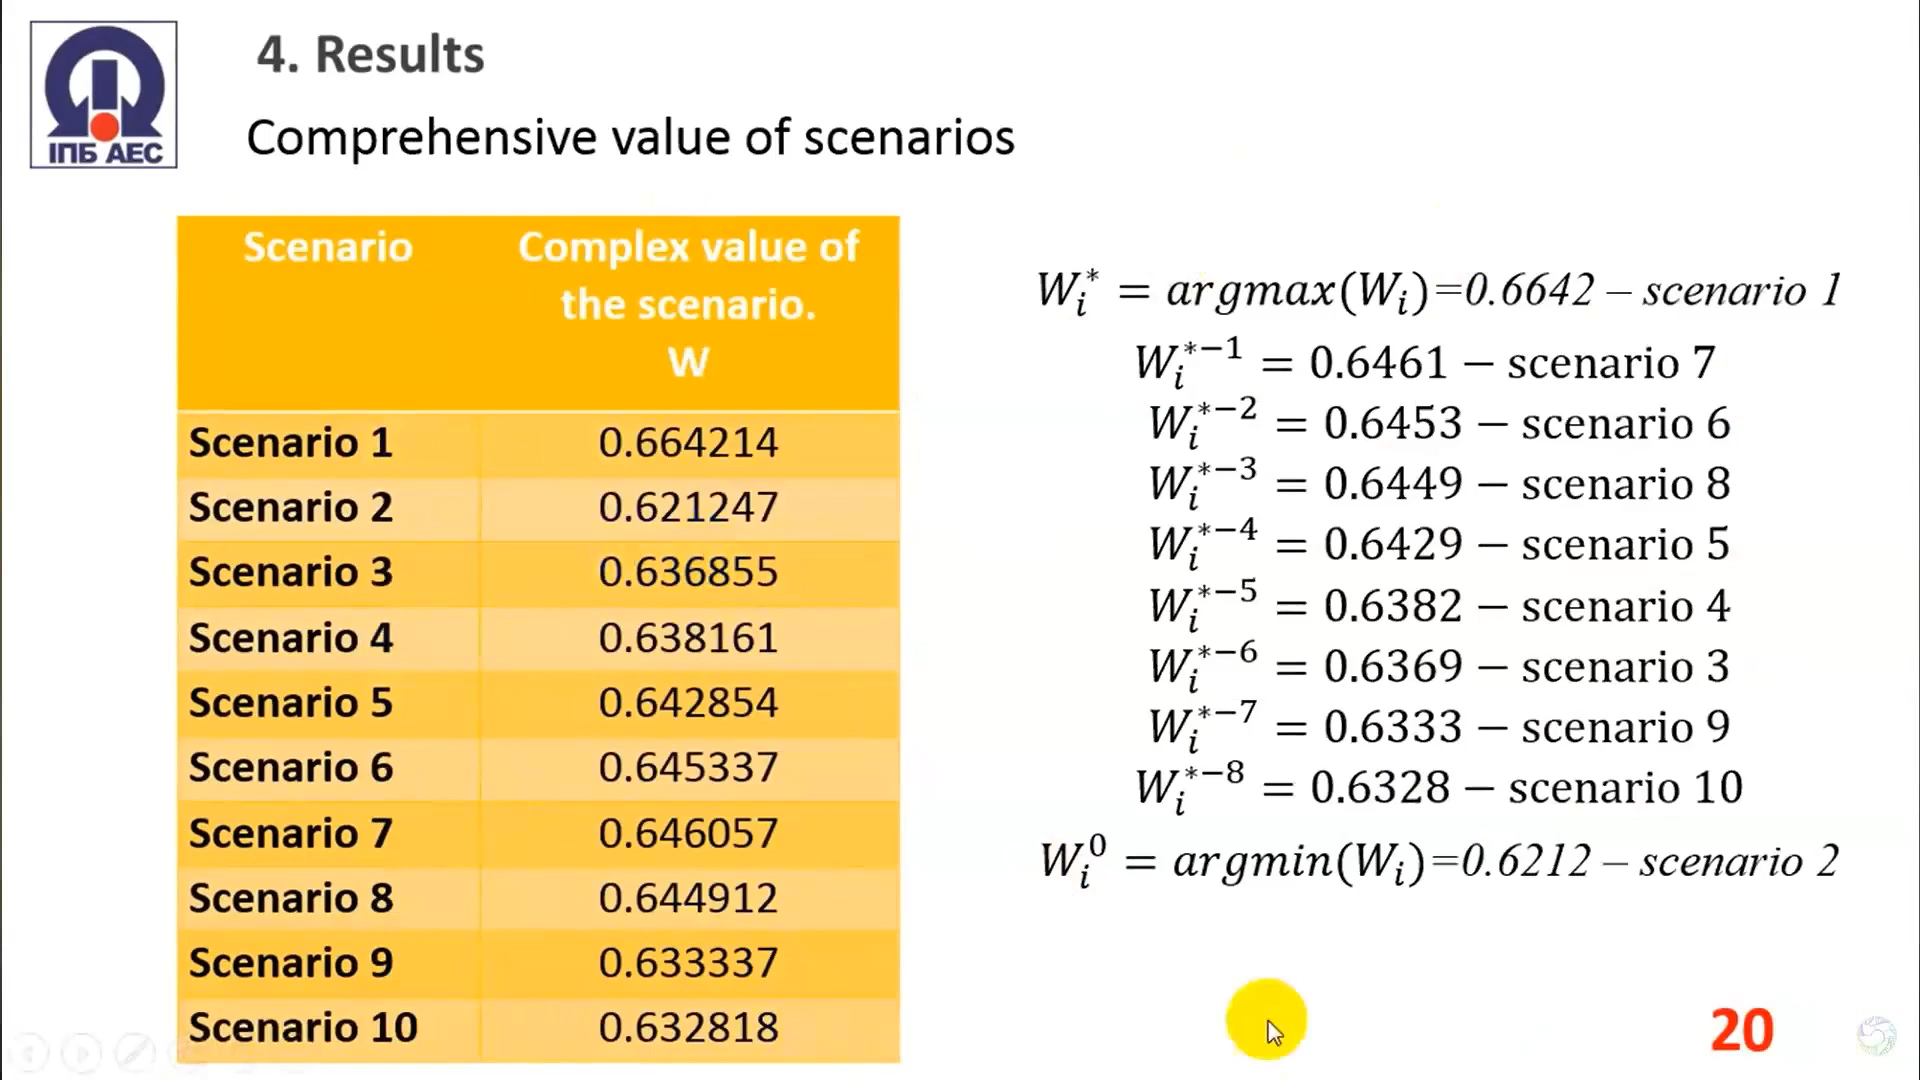 ІПБ АЕС
4. Results
Comprehensive value of scenarios
Scenario Complex value of
the scenario.
W
Scenario 1 0.664214
Scenario 2 0.621247
Scenario 3 0.636855
Scenario 4 0.638161
Scenario 5 0.642854
Scenario 6 0.645337
Scenario 7 0.646057
Scenario 8 0.644912
Scenario 9 0.633337
Scenario 10 0.632818
W_i^* = argmax(W_i)=0.6642 – scenario 1
W_i^{*−1} = 0.6461 − scenario 7
W_i^{*−2} = 0.6453 − scenario 6
W_i^{*−3} = 0.6449 − scenario 8
W_i^{*−4} = 0.6429 − scenario 5
W_i^{*−5} = 0.6382 − scenario 4
W_i^{*−6} = 0.6369 − scenario 3
W_i^{*−7} = 0.6333 − scenario 9
W_i^{*−8} = 0.6328 − scenario 10
W_i^0 = argmin(W_i)=0.6212 – scenario 2
20